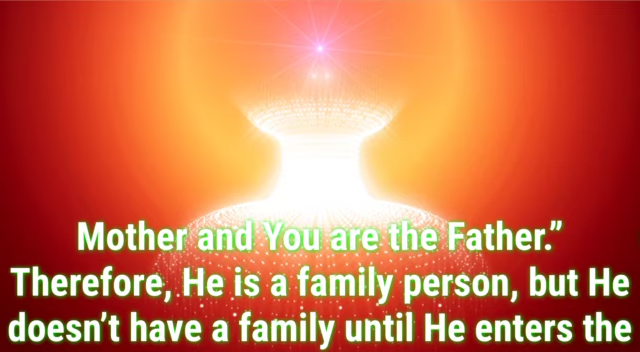 Mother and You are the Father.”
Therefore, He is a family person, but He
doesn’t have a family until He enters the